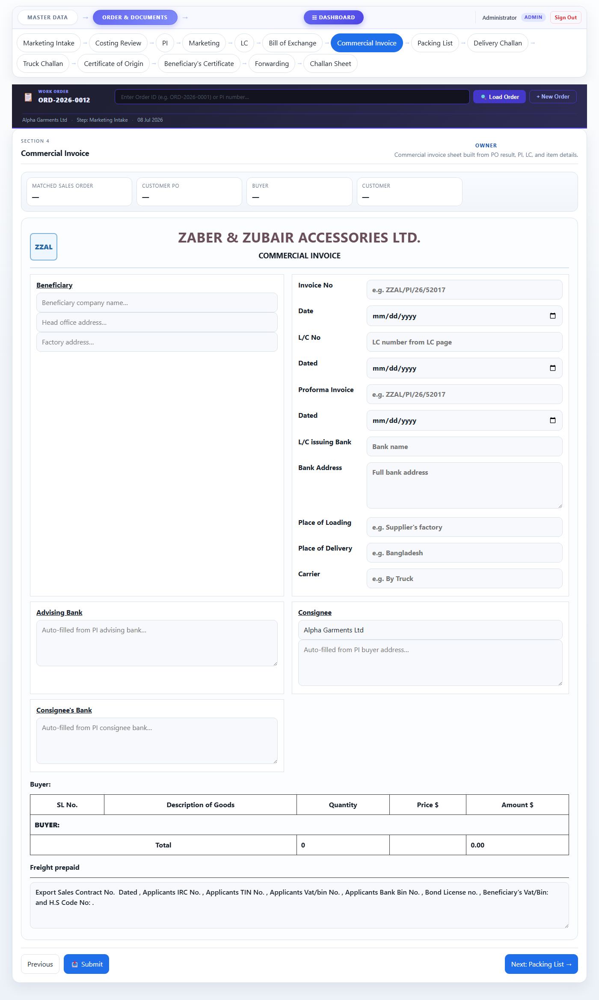 MASTER DATA → ORDER & DOCUMENTS → DASHBOARD Administrator ADMIN Sign Out
Marketing Intake → Costing Review → PI → Marketing → LC → Bill of Exchange → Commercial Invoice → Packing List → Delivery Challan →
Truck Challan → Certificate of Origin → Beneficiary's Certificate → Forwarding → Challan Sheet
WORK ORDER
ORD-2026-0012
Enter Order ID (e.g. ORD-2026-0001) or PI number...
Load Order
+ New Order
Alpha Garments Ltd · Step: Marketing Intake · 08 Jul 2026
SECTION 4
Commercial Invoice
OWNER
Commercial invoice sheet built from PO result, PI, LC, and item details.
MATCHED SALES ORDER
—
CUSTOMER PO
—
BUYER
—
CUSTOMER
—
ZZAL
ZABER & ZUBAIR ACCESSORIES LTD.
COMMERCIAL INVOICE
Beneficiary
Beneficiary company name...
Head office address...
Factory address...
Invoice No e.g. ZZAL/PI/26/52017
Date mm/dd/yyyy
L/C No LC number from LC page
Dated mm/dd/yyyy
Proforma Invoice e.g. ZZAL/PI/26/52017
Dated mm/dd/yyyy
L/C issuing Bank Bank name
Bank Address Full bank address
Place of Loading e.g. Supplier's factory
Place of Delivery e.g. Bangladesh
Carrier e.g. By Truck
Advising Bank
Auto-filled from PI advising bank...
Consignee
Alpha Garments Ltd
Auto-filled from PI buyer address...
Consignee's Bank
Auto-filled from PI consignee bank...
Buyer:
SL No. Description of Goods Quantity Price $ Amount $
BUYER:
Total 0 0.00
Freight prepaid
Export Sales Contract No.  Dated , Applicants IRC No. , Applicants TIN No. , Applicants Vat/bin No. , Applicants Bank Bin No. , Bond License no. , Beneficiary's Vat/Bin:
and H.S Code No: .
Previous
Submit
Next: Packing List →